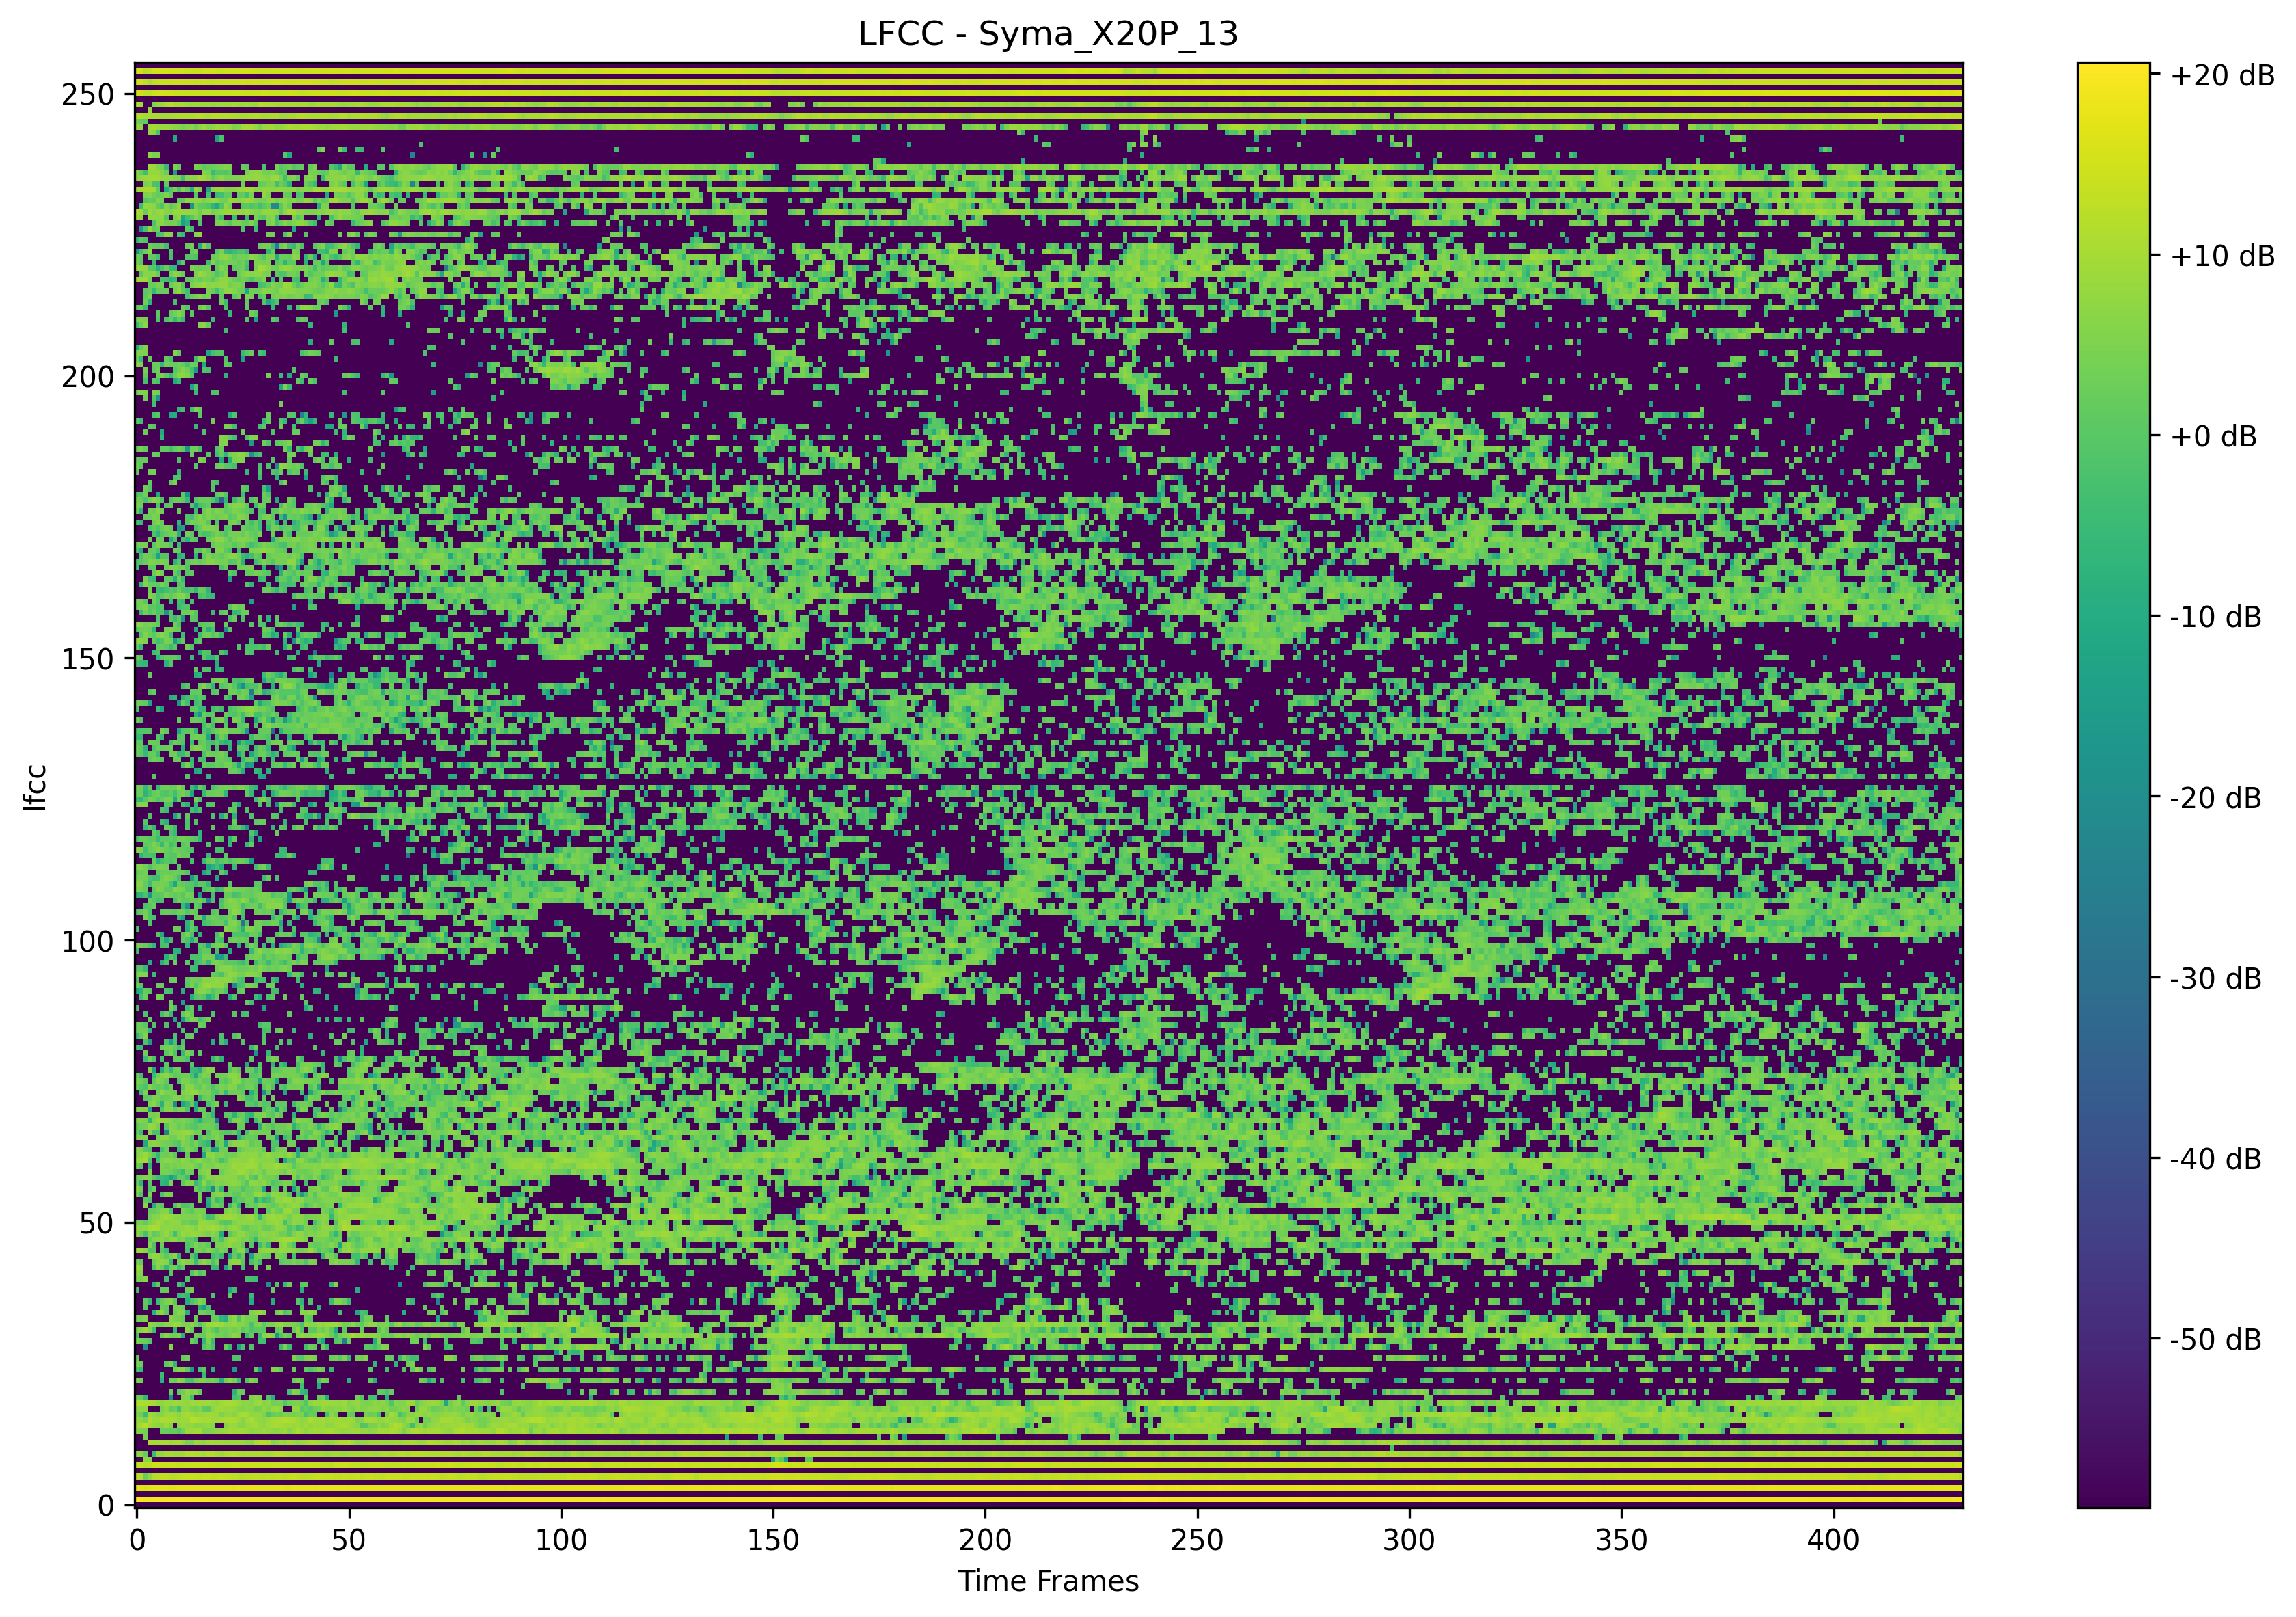 LFCC - Syma_X20P_13
250
200
150
100
50
0
lfcc
0 50 100 150 200 250 300 350 400
Time Frames
+20 dB
+10 dB
+0 dB
-10 dB
-20 dB
-30 dB
-40 dB
-50 dB